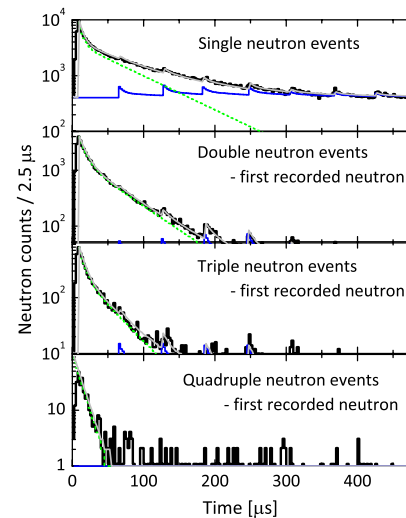 10⁴
Single neutron events
10³
10²
Double neutron events
- first recorded neutron
10³
10²
Triple neutron events
- first recorded neutron
10²
10¹
Quadruple neutron events
- first recorded neutron
10
1
0 100 200 300 400
Time [μs]
Neutron counts / 2.5 μs